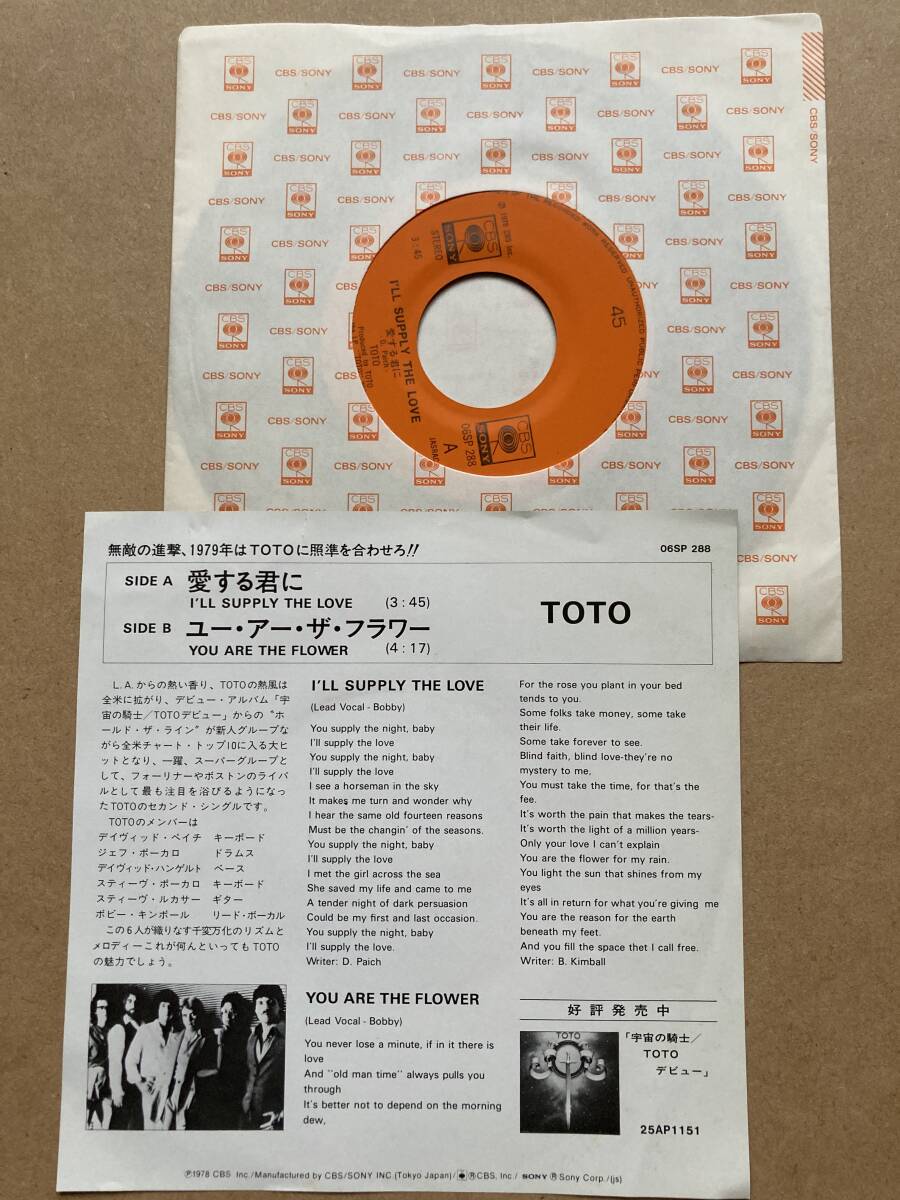 CBS/SONY
CBS SONY
CBS/SONY
℗ 1978 CBS Inc.
STEREO
3:45
I'LL SUPPLY THE LOVE
愛する君に
D. Paich
TOTO
Produced by TOTO
45
RESERVED UNAUTHORIZED PUBLIC
CBS SONY
06SP 288
A
JASRAC
無敵の進撃、1979年はTOTOに照準を合わせろ!!
06SP 288
SIDE A 愛する君に
I'LL SUPPLY THE LOVE (3:45)
SIDE B ユー・アー・ザ・フラワー
YOU ARE THE FLOWER (4:17)
TOTO
L.A.からの熱い香り、TOTOの熱風は
全米に拡がり、デビュー・アルバム「宇
宙の騎士/TOTOデビュー」からの〝ホ
ールド・ザ・ライン〟が新人グループな
がら全米チャート・トップ10に入る大ヒ
ットとなり、一躍、スーパーグループと
して、フォーリナーやボストンのライバ
ルとして最も注目を浴びるようになっ
たTOTOのセカンド・シングルです。
TOTOのメンバーは
デイヴィッド・ペイチ キーボード
ジェフ・ポーカロ ドラムス
デイヴィッド・ハンゲルト ベース
スティーヴ・ポーカロ キーボード
スティーヴ・ルカサー ギター
ボビー・キンボール リード・ボーカル
この6人が織りなす千変万化のリズムと
メロディーこれが何んといってもTOTO
の魅力でしょう。
I'LL SUPPLY THE LOVE
(Lead Vocal - Bobby)
You supply the night, baby
I'll supply the love
You supply the night, baby
I'll supply the love
I see a horseman in the sky
It makes me turn and wonder why
I hear the same old fourteen reasons
Must be the changin' of the seasons.
You supply the night, baby
I'll supply the love
I met the girl across the sea
She saved my life and came to me
A tender night of dark persuasion
Could be my first and last occasion.
You supply the night, baby
I'll supply the love.
Writer: D. Paich
YOU ARE THE FLOWER
(Lead Vocal - Bobby)
You never lose a minute, if in it there is
love
And "old man time" always pulls you
through
It's better not to depend on the morning
dew,
For the rose you plant in your bed
tends to you.
Some folks take money, some take
their life.
Some take forever to see.
Blind faith, blind love-they're no
mystery to me,
You must take the time, for that's the
fee.
It's worth the pain that makes the tears-
It's worth the light of a million years-
Only your love I can't explain
You are the flower for my rain.
You light the sun that shines from my
eyes
It's all in return for what you're giving me
You are the reason for the earth
beneath my feet.
And you fill the space thet I call free.
Writer: B. Kimball
好評発売中
TOTO
「宇宙の騎士/
TOTO
デビュー」
25AP1151
℗1978 CBS Inc./Manufactured by CBS/SONY INC (Tokyo Japan)/®CBS, Inc./SONY ®Sony Corp./(js)